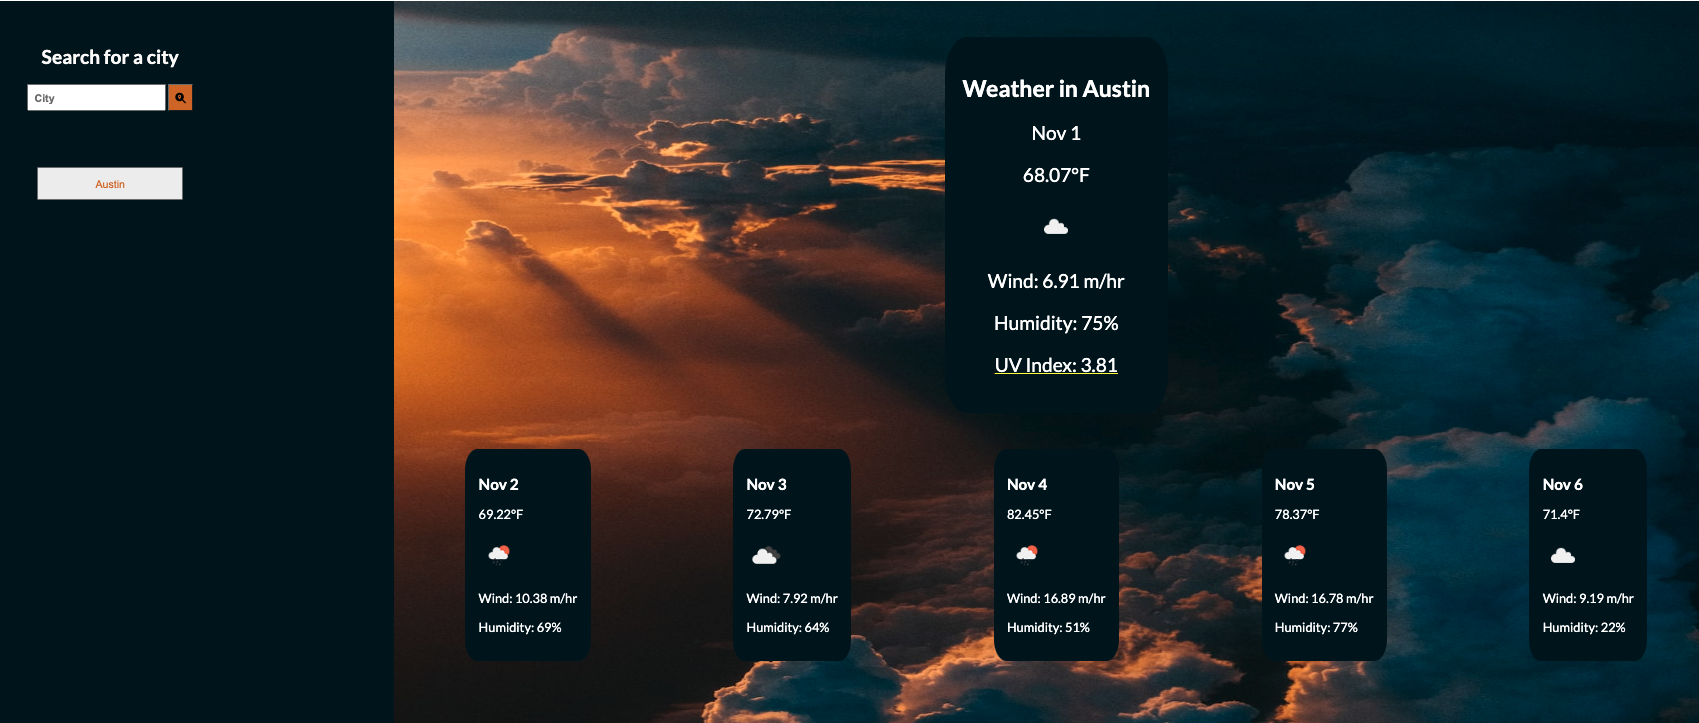 Search for a city
City
Austin
Weather in Austin
Nov 1
68.07°F
Wind: 6.91 m/hr
Humidity: 75%
UV Index: 3.81
Nov 2
69.22°F
Wind: 10.38 m/hr
Humidity: 69%
Nov 3
72.79°F
Wind: 7.92 m/hr
Humidity: 64%
Nov 4
82.45°F
Wind: 16.89 m/hr
Humidity: 51%
Nov 5
78.37°F
Wind: 16.78 m/hr
Humidity: 77%
Nov 6
71.4°F
Wind: 9.19 m/hr
Humidity: 22%